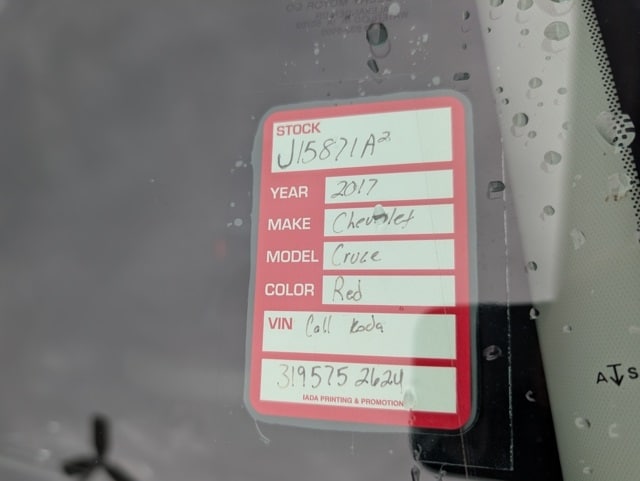 STOCK
J15871A²
YEAR 2017
MAKE Chevrolet
MODEL Cruze
COLOR Red
VIN Call Koda
319 575 2624
IADA PRINTING & PROMOTION
A↓S